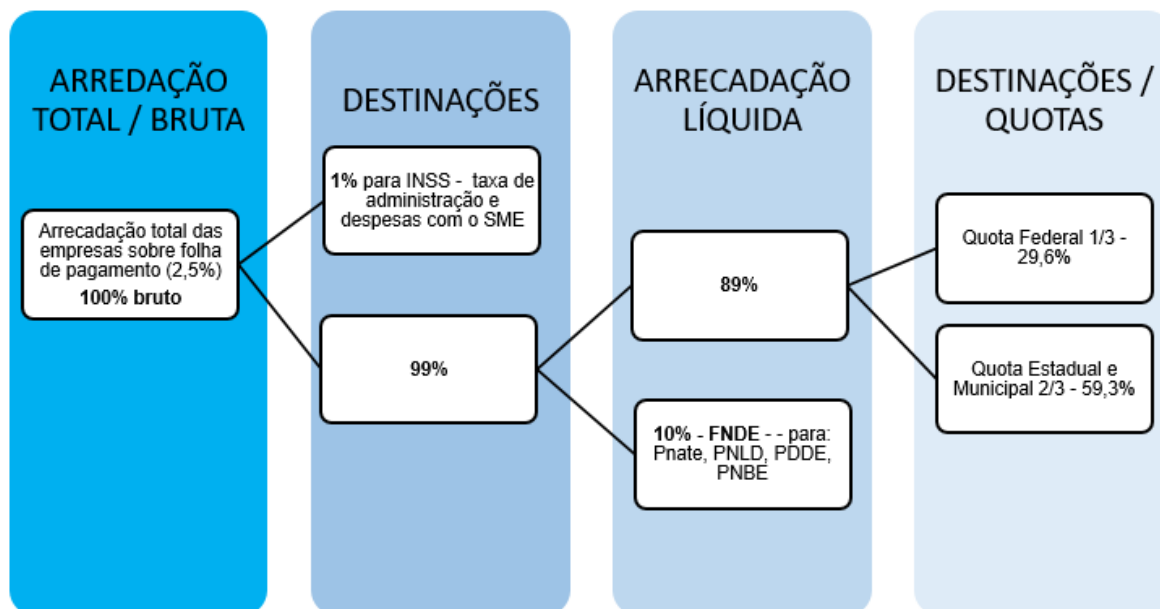 ARREDAÇÃO
TOTAL / BRUTA
Arrecadação total das
empresas sobre folha
de pagamento (2,5%)
100% bruto
DESTINAÇÕES
1% para INSS - taxa de
administração e
despesas com o SME
99%
ARRECADAÇÃO
LÍQUIDA
89%
10% - FNDE - - para:
Pnate, PNLD, PDDE,
PNBE
DESTINAÇÕES /
QUOTAS
Quota Federal 1/3 -
29,6%
Quota Estadual e
Municipal 2/3 - 59,3%